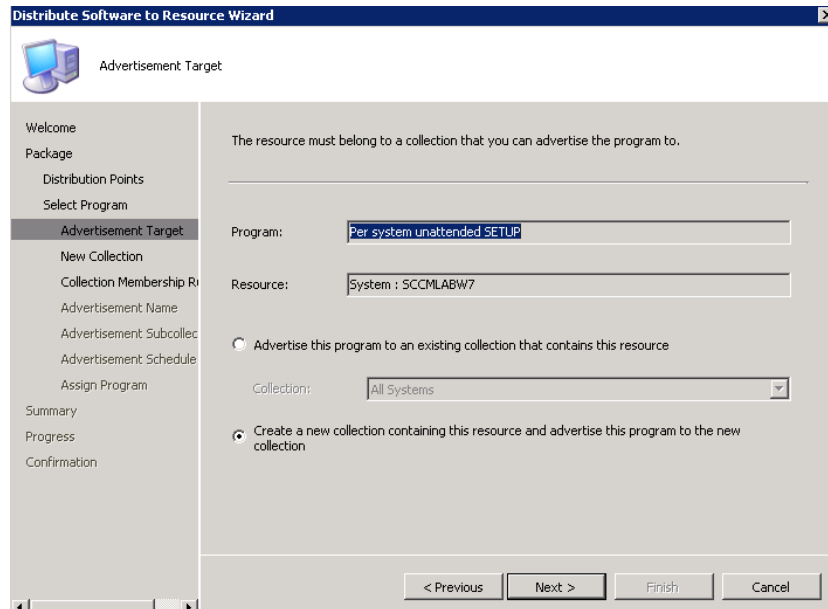 Distribute Software to Resource Wizard
Advertisement Target
Welcome
Package
Distribution Points
Select Program
Advertisement Target
New Collection
Collection Membership
Advertisement Name
Advertisement
Advertisement Schedule
Assign Program
Summary
Progress
Confirmation
The resource must belong to a collection that you can advertise the program to.
Program:
Per system unattended SETUP
Resource:
System : SCCMLABW7
Advertise this program to an existing collection that contains this resource
Collection:
All Systems
Create a new collection containing this resource and advertise this program to the new
collection
< Previous
Next >
Finish
Cancel